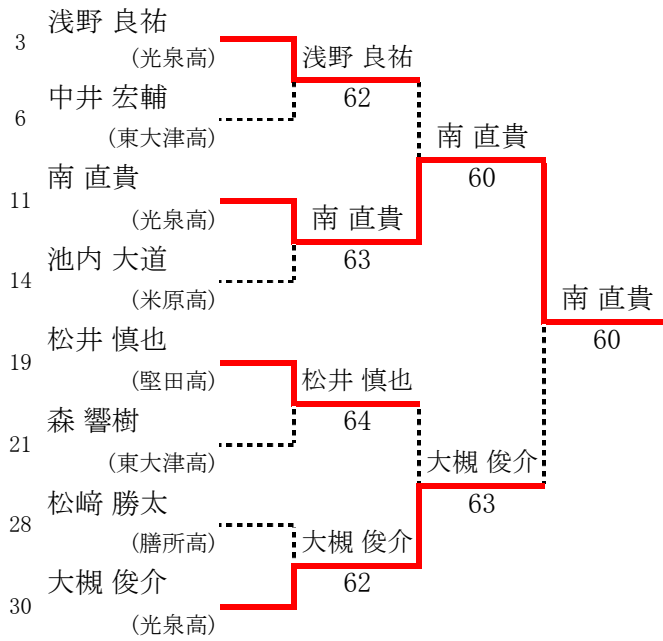 3 浅野 良祐
(光泉高)
6 中井 宏輔
(東大津高)
11 南 直貴
(光泉高)
14 池内 大道
(米原高)
19 松井 慎也
(堅田高)
21 森 響樹
(東大津高)
28 松﨑 勝太
(膳所高)
30 大槻 俊介
(光泉高)
浅野 良祐
62
南 直貴
63
松井 慎也
64
大槻 俊介
62
南 直貴
60
大槻 俊介
63
南 直貴
60